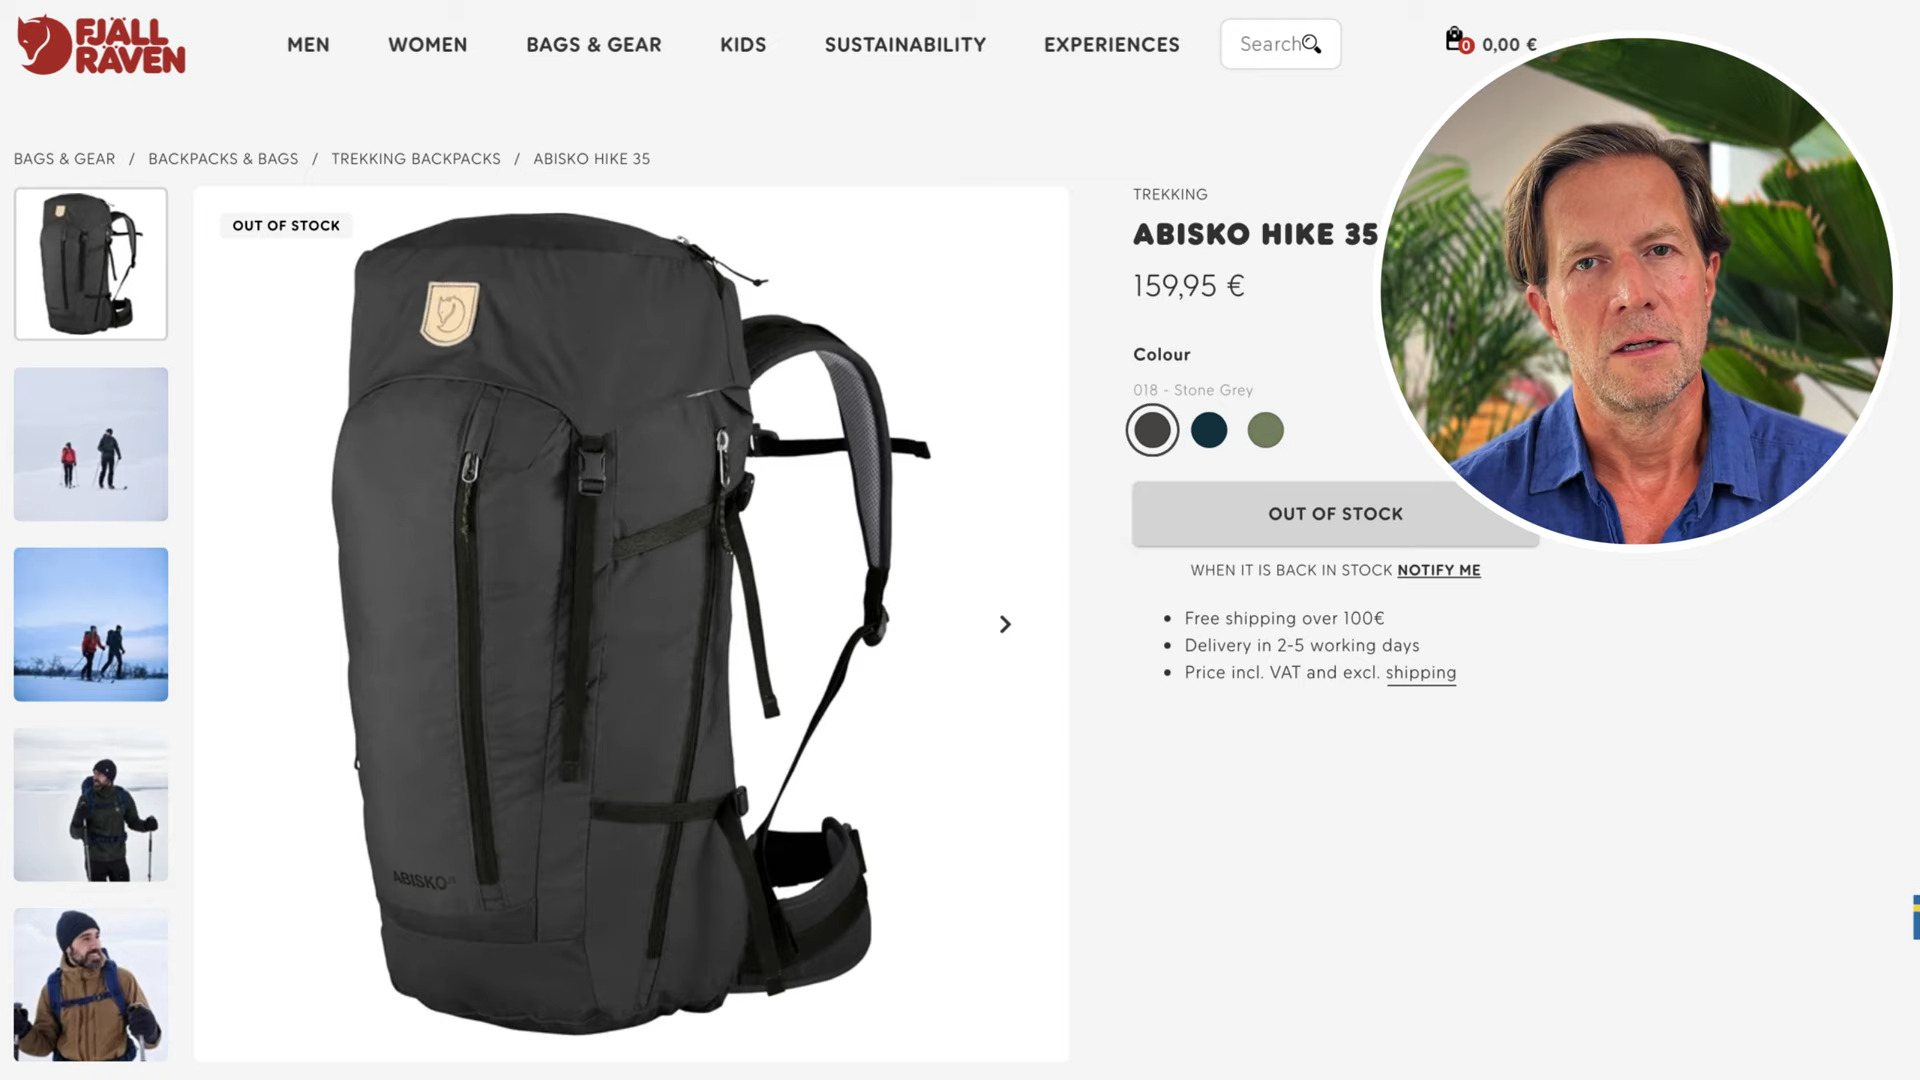 FJÄLL
RÄVEN
MEN
WOMEN
BAGS & GEAR
KIDS
SUSTAINABILITY
EXPERIENCES
Search
0
0,00 €
BAGS & GEAR / BACKPACKS & BAGS / TREKKING BACKPACKS / ABISKO HIKE 35
OUT OF STOCK
ABISKO 35
TREKKING
ABISKO HIKE 35
159,95 €
Colour
018 - Stone Grey
OUT OF STOCK
WHEN IT IS BACK IN STOCK NOTIFY ME
• Free shipping over 100€
• Delivery in 2-5 working days
• Price incl. VAT and excl. shipping